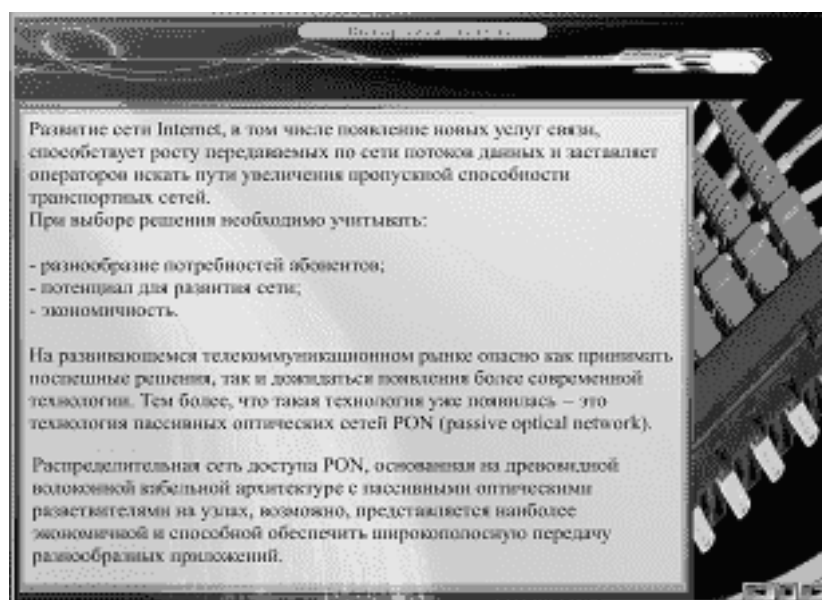 Развитие сети Internet, в том числе появление новых услуг связи,
способствует росту передаваемых по сети потоков данных и заставляет
операторов искать пути увеличения пропускной способности
транспортных сетей.
При выборе решения необходимо учитывать:
- разнообразие потребностей абонентов;
- потенциал для развития сети;
- экономичность.
На развивающемся телекоммуникационном рынке опасно как принимать
поспешные решения, так и дожидаться появления более современной
технологии. Тем более, что такая технология уже появилась – это
технология пассивных оптических сетей PON (passive optical network).
Распределительная сеть доступа PON, основанная на древовидной
волоконной кабельной архитектуре с пассивными оптическими
разветвителями на узлах, возможно, представляется наиболее
экономичной и способной обеспечить широкополосную передачу
разнообразных приложений.